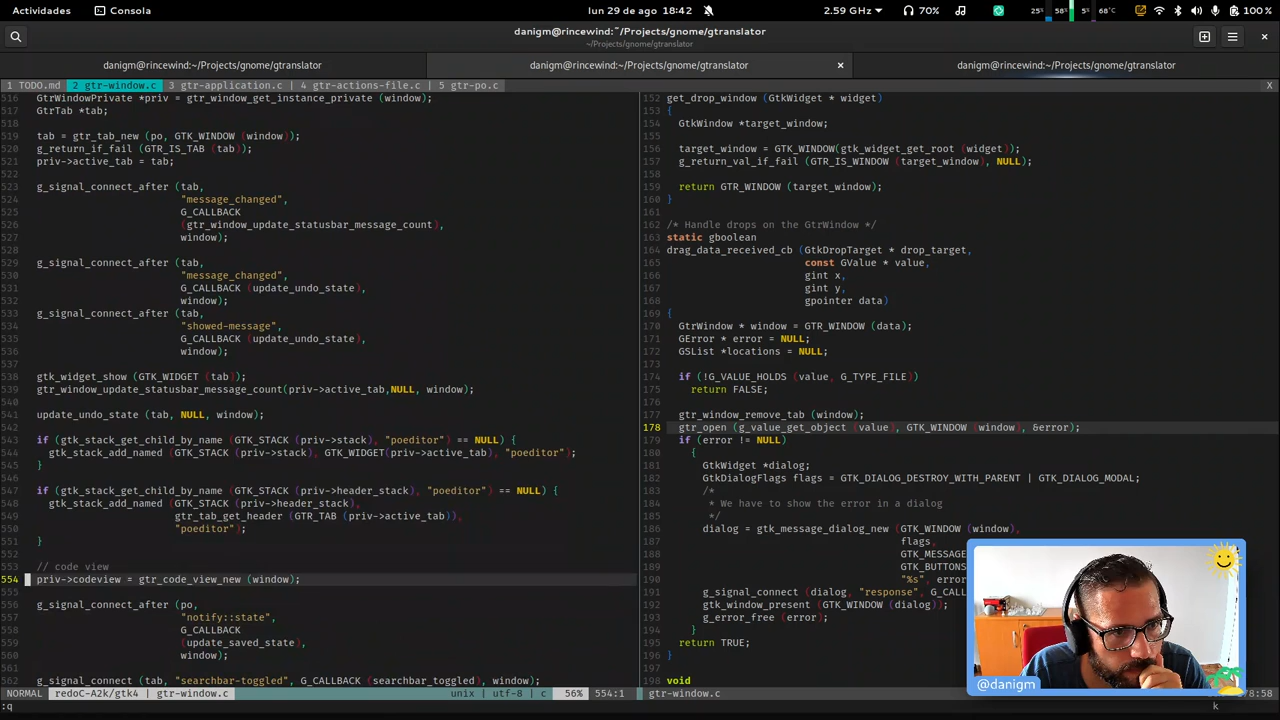 Actividades
Consola
lun 29 de ago 18:42
2.59 GHz
70%
25%
58%
5%
68°C
100 %
danigm@rincewind:~/Projects/gnome/gtranslator
~/Projects/gnome/gtranslator
danigm@rincewind:~/Projects/gnome/gtranslator
danigm@rincewind:~/Projects/gnome/gtranslator
danigm@rincewind:~/Projects/gnome/gtranslator
1 TODO.md 2 gtr-window.c 3 gtr-application.c 4 gtr-actions-file.c 5 gtr-po.c X
516 GtrWindowPrivate *priv = gtr_window_get_instance_private (window);
517 GtrTab *tab;
518
519 tab = gtr_tab_new (po, GTK_WINDOW (window));
520 g_return_if_fail (GTR_IS_TAB (tab));
521 priv->active_tab = tab;
522
523 g_signal_connect_after (tab,
524 "message_changed",
525 G_CALLBACK
526 (gtr_window_update_statusbar_message_count),
527 window);
528
529 g_signal_connect_after (tab,
530 "message_changed",
531 G_CALLBACK (update_undo_state),
532 window);
533 g_signal_connect_after (tab,
534 "showed-message",
535 G_CALLBACK (update_undo_state),
536 window);
537
538 gtk_widget_show (GTK_WIDGET (tab));
539 gtr_window_update_statusbar_message_count(priv->active_tab,NULL, window);
540
541 update_undo_state (tab, NULL, window);
542
543 if (gtk_stack_get_child_by_name (GTK_STACK (priv->stack), "poeditor") == NULL) {
544 gtk_stack_add_named (GTK_STACK (priv->stack), GTK_WIDGET(priv->active_tab), "poeditor");
545 }
546
547 if (gtk_stack_get_child_by_name (GTK_STACK (priv->header_stack), "poeditor") == NULL) {
548 gtk_stack_add_named (GTK_STACK (priv->header_stack),
549 gtr_tab_get_header (GTR_TAB (priv->active_tab)),
550 "poeditor");
551 }
552
553 // code view
554 priv->codeview = gtr_code_view_new (window);
555
556 g_signal_connect_after (po,
557 "notify::state",
558 G_CALLBACK
559 (update_saved_state),
560 window);
561
562 g_signal_connect (tab, "searchbar-toggled", G_CALLBACK (searchbar_toggled), window);
NORMAL redoC-A2k/gtk4 | gtr-window.c unix | utf-8 | c 56% 554:1
:q
152 get_drop_window (GtkWidget * widget)
153 {
154 GtkWindow *target_window;
155
156 target_window = GTK_WINDOW(gtk_widget_get_root (widget));
157 g_return_val_if_fail (GTR_IS_WINDOW (target_window), NULL);
158
159 return GTR_WINDOW (target_window);
160 }
161
162 /* Handle drops on the GtrWindow */
163 static gboolean
164 drag_data_received_cb (GtkDropTarget * drop_target,
165 const GValue * value,
166 gint x,
167 gint y,
168 gpointer data)
169 {
170 GtrWindow * window = GTR_WINDOW (data);
171 GError * error = NULL;
172 GSList *locations = NULL;
173
174 if (!G_VALUE_HOLDS (value, G_TYPE_FILE))
175 return FALSE;
176
177 gtr_window_remove_tab (window);
178 gtr_open (g_value_get_object (value), GTK_WINDOW (window), &error);
179 if (error != NULL)
180 {
181 GtkWidget *dialog;
182 GtkDialogFlags flags = GTK_DIALOG_DESTROY_WITH_PARENT | GTK_DIALOG_MODAL;
183 /*
184 * We have to show the error in a dialog
185 */
186 dialog = gtk_message_dialog_new (GTK_WINDOW (window),
187 flags,
188 GTK_MESSAGE
189 GTK_BUTTONS
190 "%s", error
191 g_signal_connect (dialog, "response", G_CALL
192 gtk_window_present (GTK_WINDOW (dialog));
193 g_error_free (error);
194 }
195 return TRUE;
196 }
197
198 void
gtr-window.c 178:58
k
@danigm